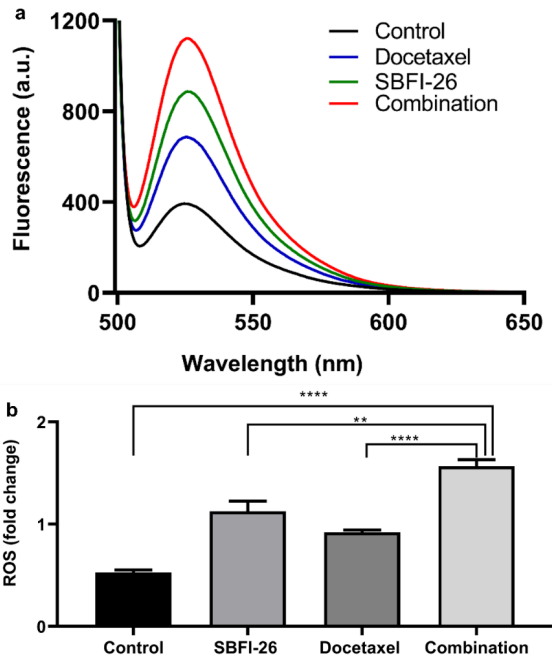 a
1200
800
400
0
Fluorescence (a.u.)
Control
Docetaxel
SBFI-26
Combination
500 550 600 650
Wavelength (nm)
b
****
**
****
2
1
0
ROS (fold change)
Control SBFI-26 Docetaxel Combination